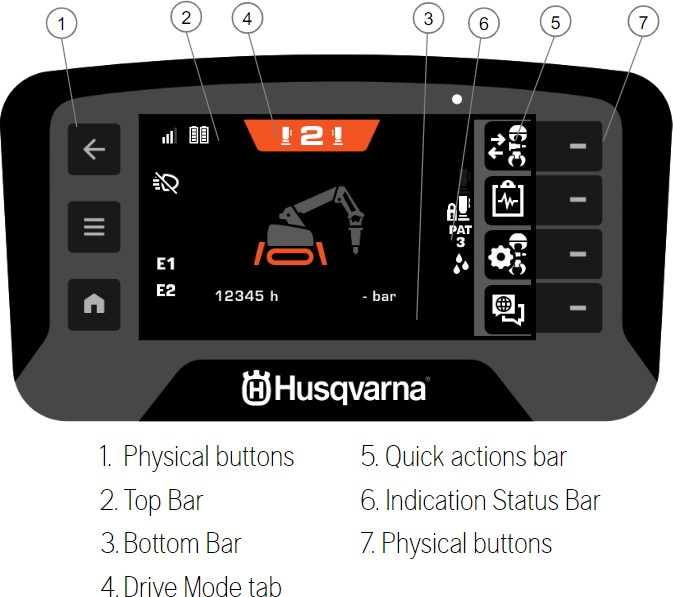 1 2 4 3 6 5 7
2
PAT
3
E1
E2
12345 h - bar
Husqvarna
1. Physical buttons
2. Top Bar
3. Bottom Bar
4. Drive Mode tab
5. Quick actions bar
6. Indication Status Bar
7. Physical buttons